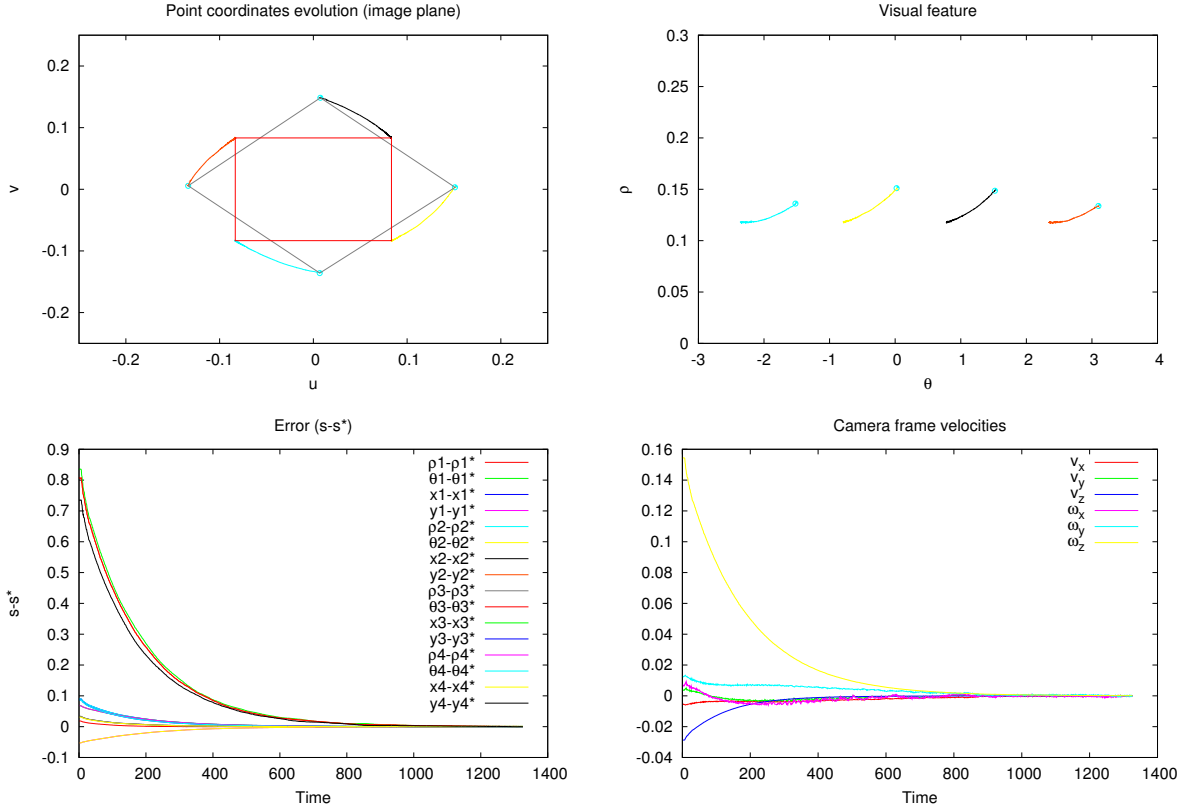 Point coordinates evolution (image plane)
0.2
0.1
0
-0.1
-0.2
v
-0.2
-0.1
0
0.1
0.2
u
Visual feature
0.3
0.25
0.2
0.15
0.1
0.05
0
ρ
-3
-2
-1
0
1
2
3
4
θ
Error (s-s*)
0.9
0.8
0.7
0.6
0.5
0.4
0.3
0.2
0.1
0
-0.1
s-s*
0
200
400
600
800
1000
1200
1400
Time
ρ1-ρ1*
θ1-θ1*
x1-x1*
y1-y1*
ρ2-ρ2*
θ2-θ2*
x2-x2*
y2-y2*
ρ3-ρ3*
θ3-θ3*
x3-x3*
y3-y3*
ρ4-ρ4*
θ4-θ4*
x4-x4*
y4-y4*
Camera frame velocities
0.16
0.14
0.12
0.1
0.08
0.06
0.04
0.02
0
-0.02
-0.04
0
200
400
600
800
1000
1200
1400
Time
v_x
v_y
v_z
ω_x
ω_y
ω_z